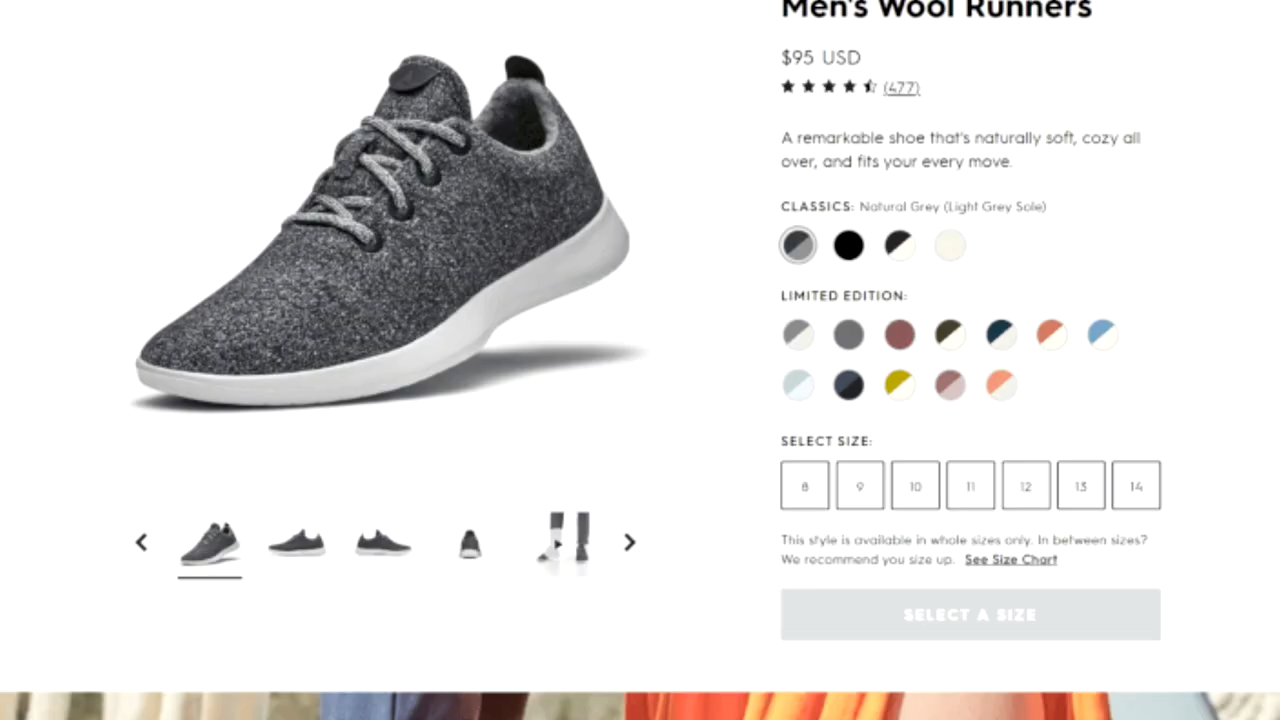 Men's Wool Runners
$95 USD
(477)
A remarkable shoe that's naturally soft, cozy all
over, and fits your every move.
CLASSICS: Natural Grey (Light Grey Sole)
LIMITED EDITION:
SELECT SIZE:
8 9 10 11 12 13 14
This style is available in whole sizes only. In between sizes?
We recommend you size up. See Size Chart
SELECT A SIZE